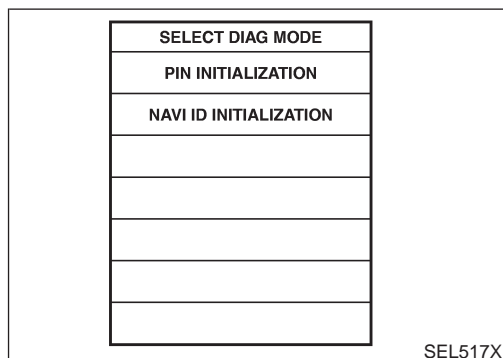 SELECT DIAG MODE
PIN INITIALIZATION
NAVI ID INITIALIZATION
SEL517X